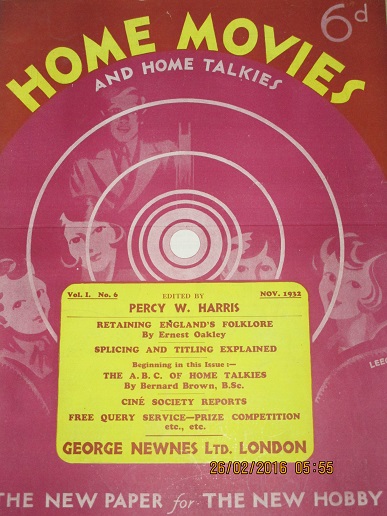 6d
HOME MOVIES
AND HOME TALKIES
Vol. I. No. 6
EDITED BY
NOV. 1932
PERCY W. HARRIS
RETAINING ENGLAND'S FOLKLORE
By Ernest Oakley
SPLICING AND TITLING EXPLAINED
Beginning in this Issue :—
THE A.B.C. OF HOME TALKIES
By Bernard Brown, B.Sc.
CINÉ SOCIETY REPORTS
FREE QUERY SERVICE—PRIZE COMPETITION
etc., etc.
GEORGE NEWNES LTD. LONDON
26/02/2016 05:55
THE NEW PAPER for THE NEW HOBBY